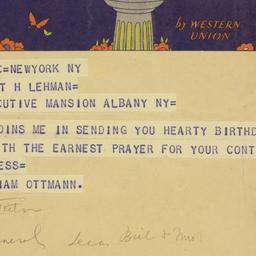 by WESTERN
UNION
=NEWYORK NY
T H LEHMAN=
CUTIVE MANSION ALBANY NY=
OINS ME IN SENDING YOU HEARTY BIRTHD
TH THE EARNEST PRAYER FOR YOUR CONT
ESS=
IAM OTTMANN.